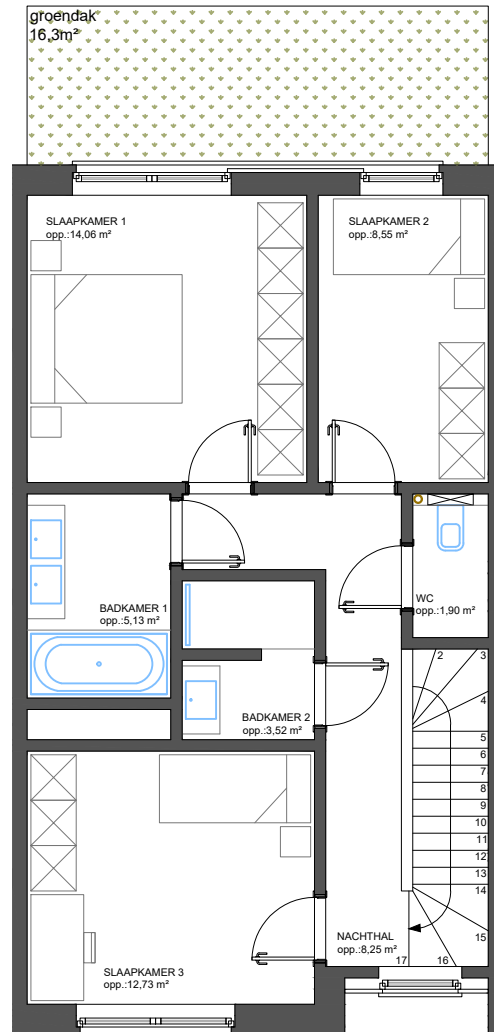 groendak
16,3m²
SLAAPKAMER 1
opp.:14,06 m²
SLAAPKAMER 2
opp.:8,55 m²
BADKAMER 1
opp.:5,13 m²
WC
opp.:1,90 m²
BADKAMER 2
opp.:3,52 m²
2
3
4
5
6
7
8
9
10
11
12
13
14
15
16
17
NACHTHAL
opp.:8,25 m²
SLAAPKAMER 3
opp.:12,73 m²